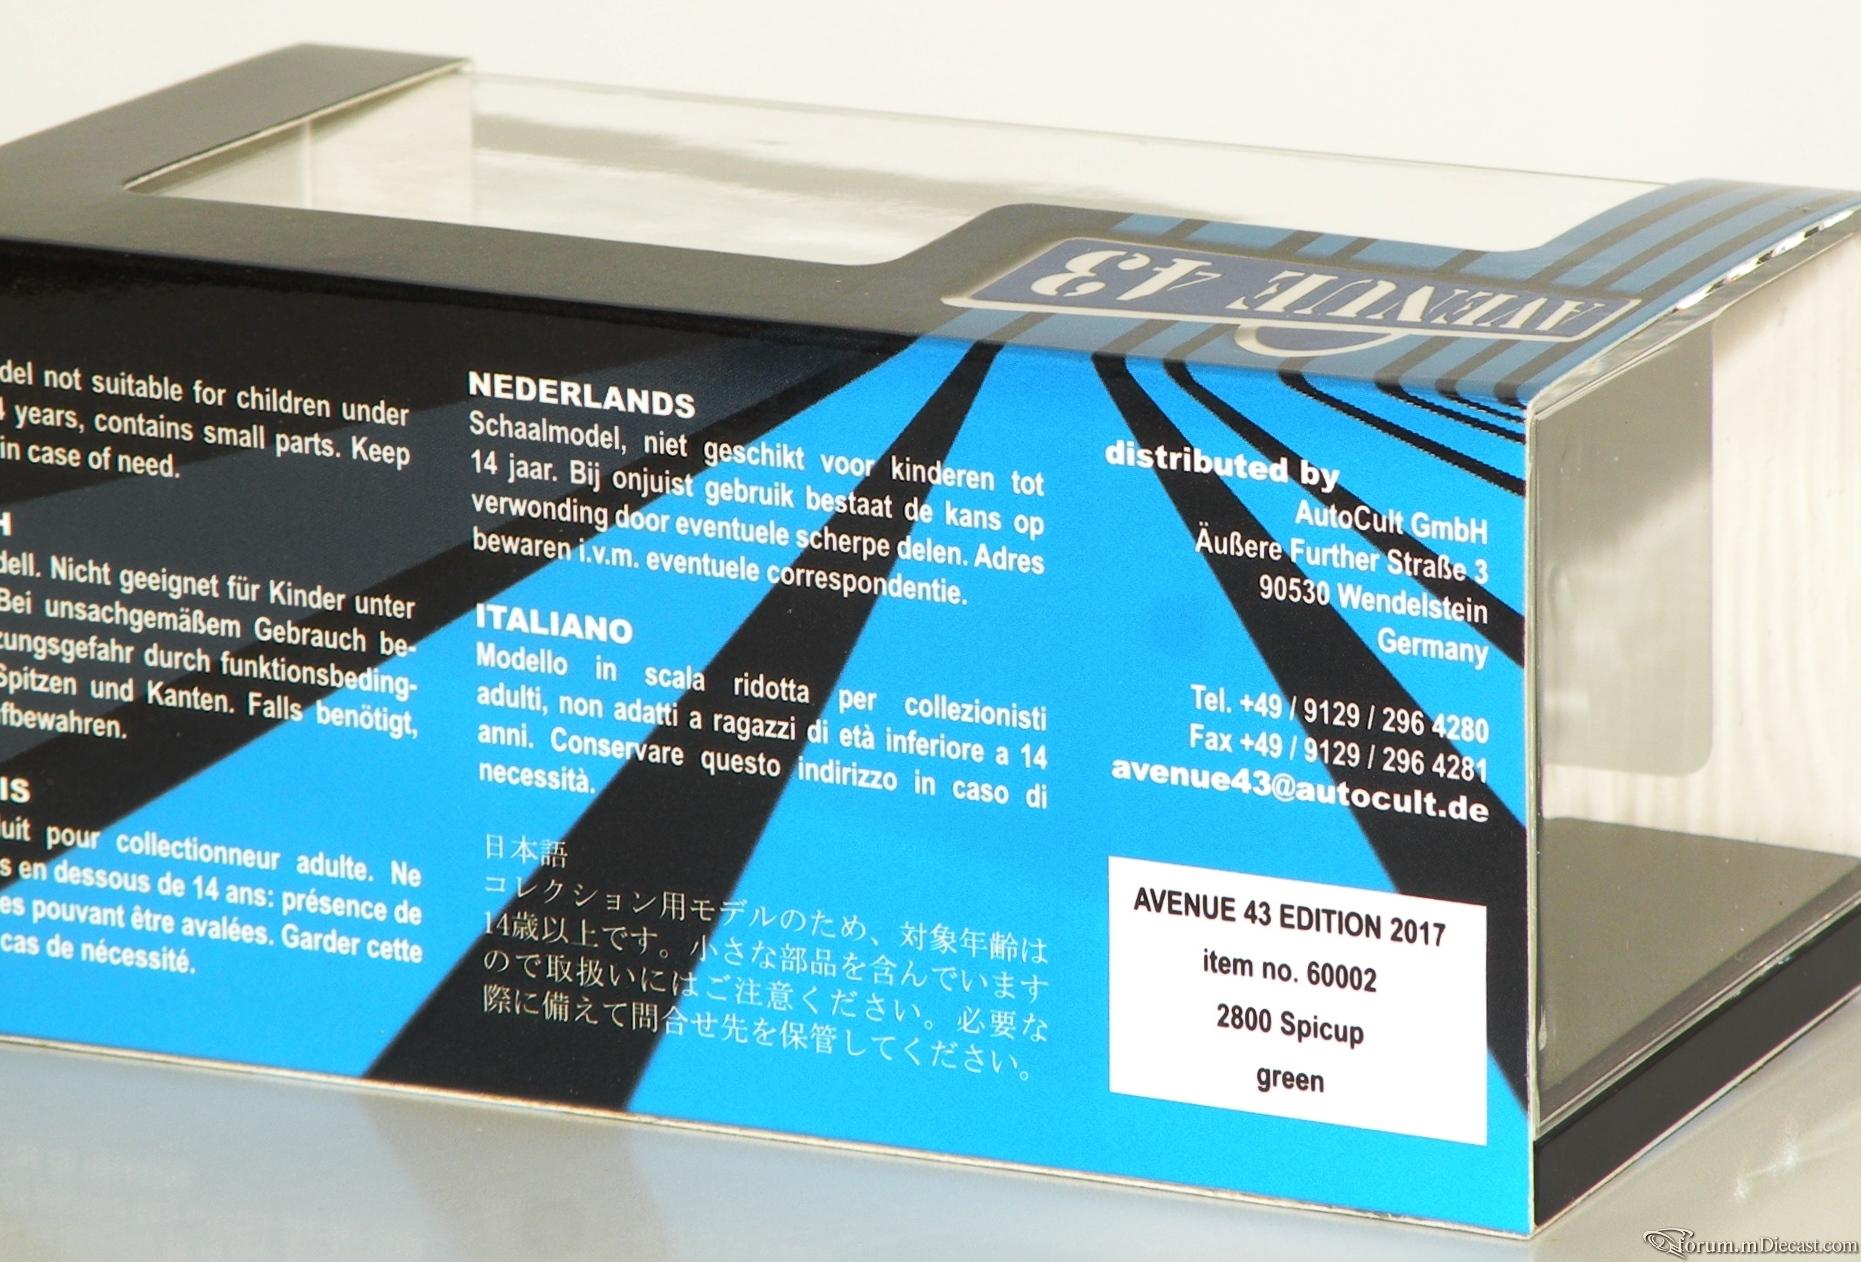 AVENUE 43
del not suitable for children under
4 years, contains small parts. Keep
in case of need.
H
dell. Nicht geeignet für Kinder unter
Bei unsachgemäßem Gebrauch be-
zungsgefahr durch funktionsbeding-
Spitzen und Kanten. Falls benötigt,
fbewahren.
IS
uit pour collectionneur adulte. Ne
s en dessous de 14 ans: présence de
es pouvant être avalées. Garder cette
cas de nécessité.
NEDERLANDS
Schaalmodel, niet geschikt voor kinderen tot
14 jaar. Bij onjuist gebruik bestaat de kans op
verwonding door eventuele scherpe delen. Adres
bewaren i.v.m. eventuele correspondentie.
ITALIANO
Modello in scala ridotta per collezionisti
adulti, non adatti a ragazzi di età inferiore a 14
anni. Conservare questo indirizzo in caso di
necessità.
日本語
コレクション用モデルのため、対象年齢は
14歳以上です。小さな部品を含んでいます
ので取扱いにはご注意ください。必要な
際に備えて問合せ先を保管してください。
distributed by
AutoCult GmbH
Äußere Further Straße 3
90530 Wendelstein
Germany
Tel. +49 / 9129 / 296 4280
Fax +49 / 9129 / 296 4281
avenue43@autocult.de
AVENUE 43 EDITION 2017
item no. 60002
2800 Spicup
green
forum.mDiecast.com